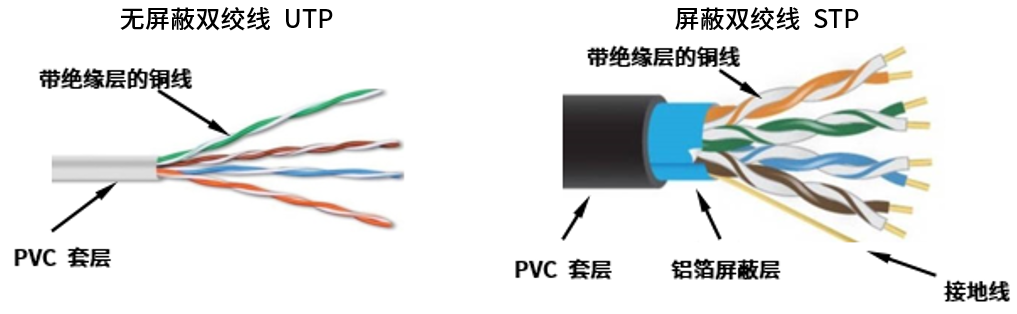 无屏蔽双绞线 UTP
带绝缘层的铜线
PVC 套层
屏蔽双绞线 STP
带绝缘层的铜线
PVC 套层
铝箔屏蔽层
接地线